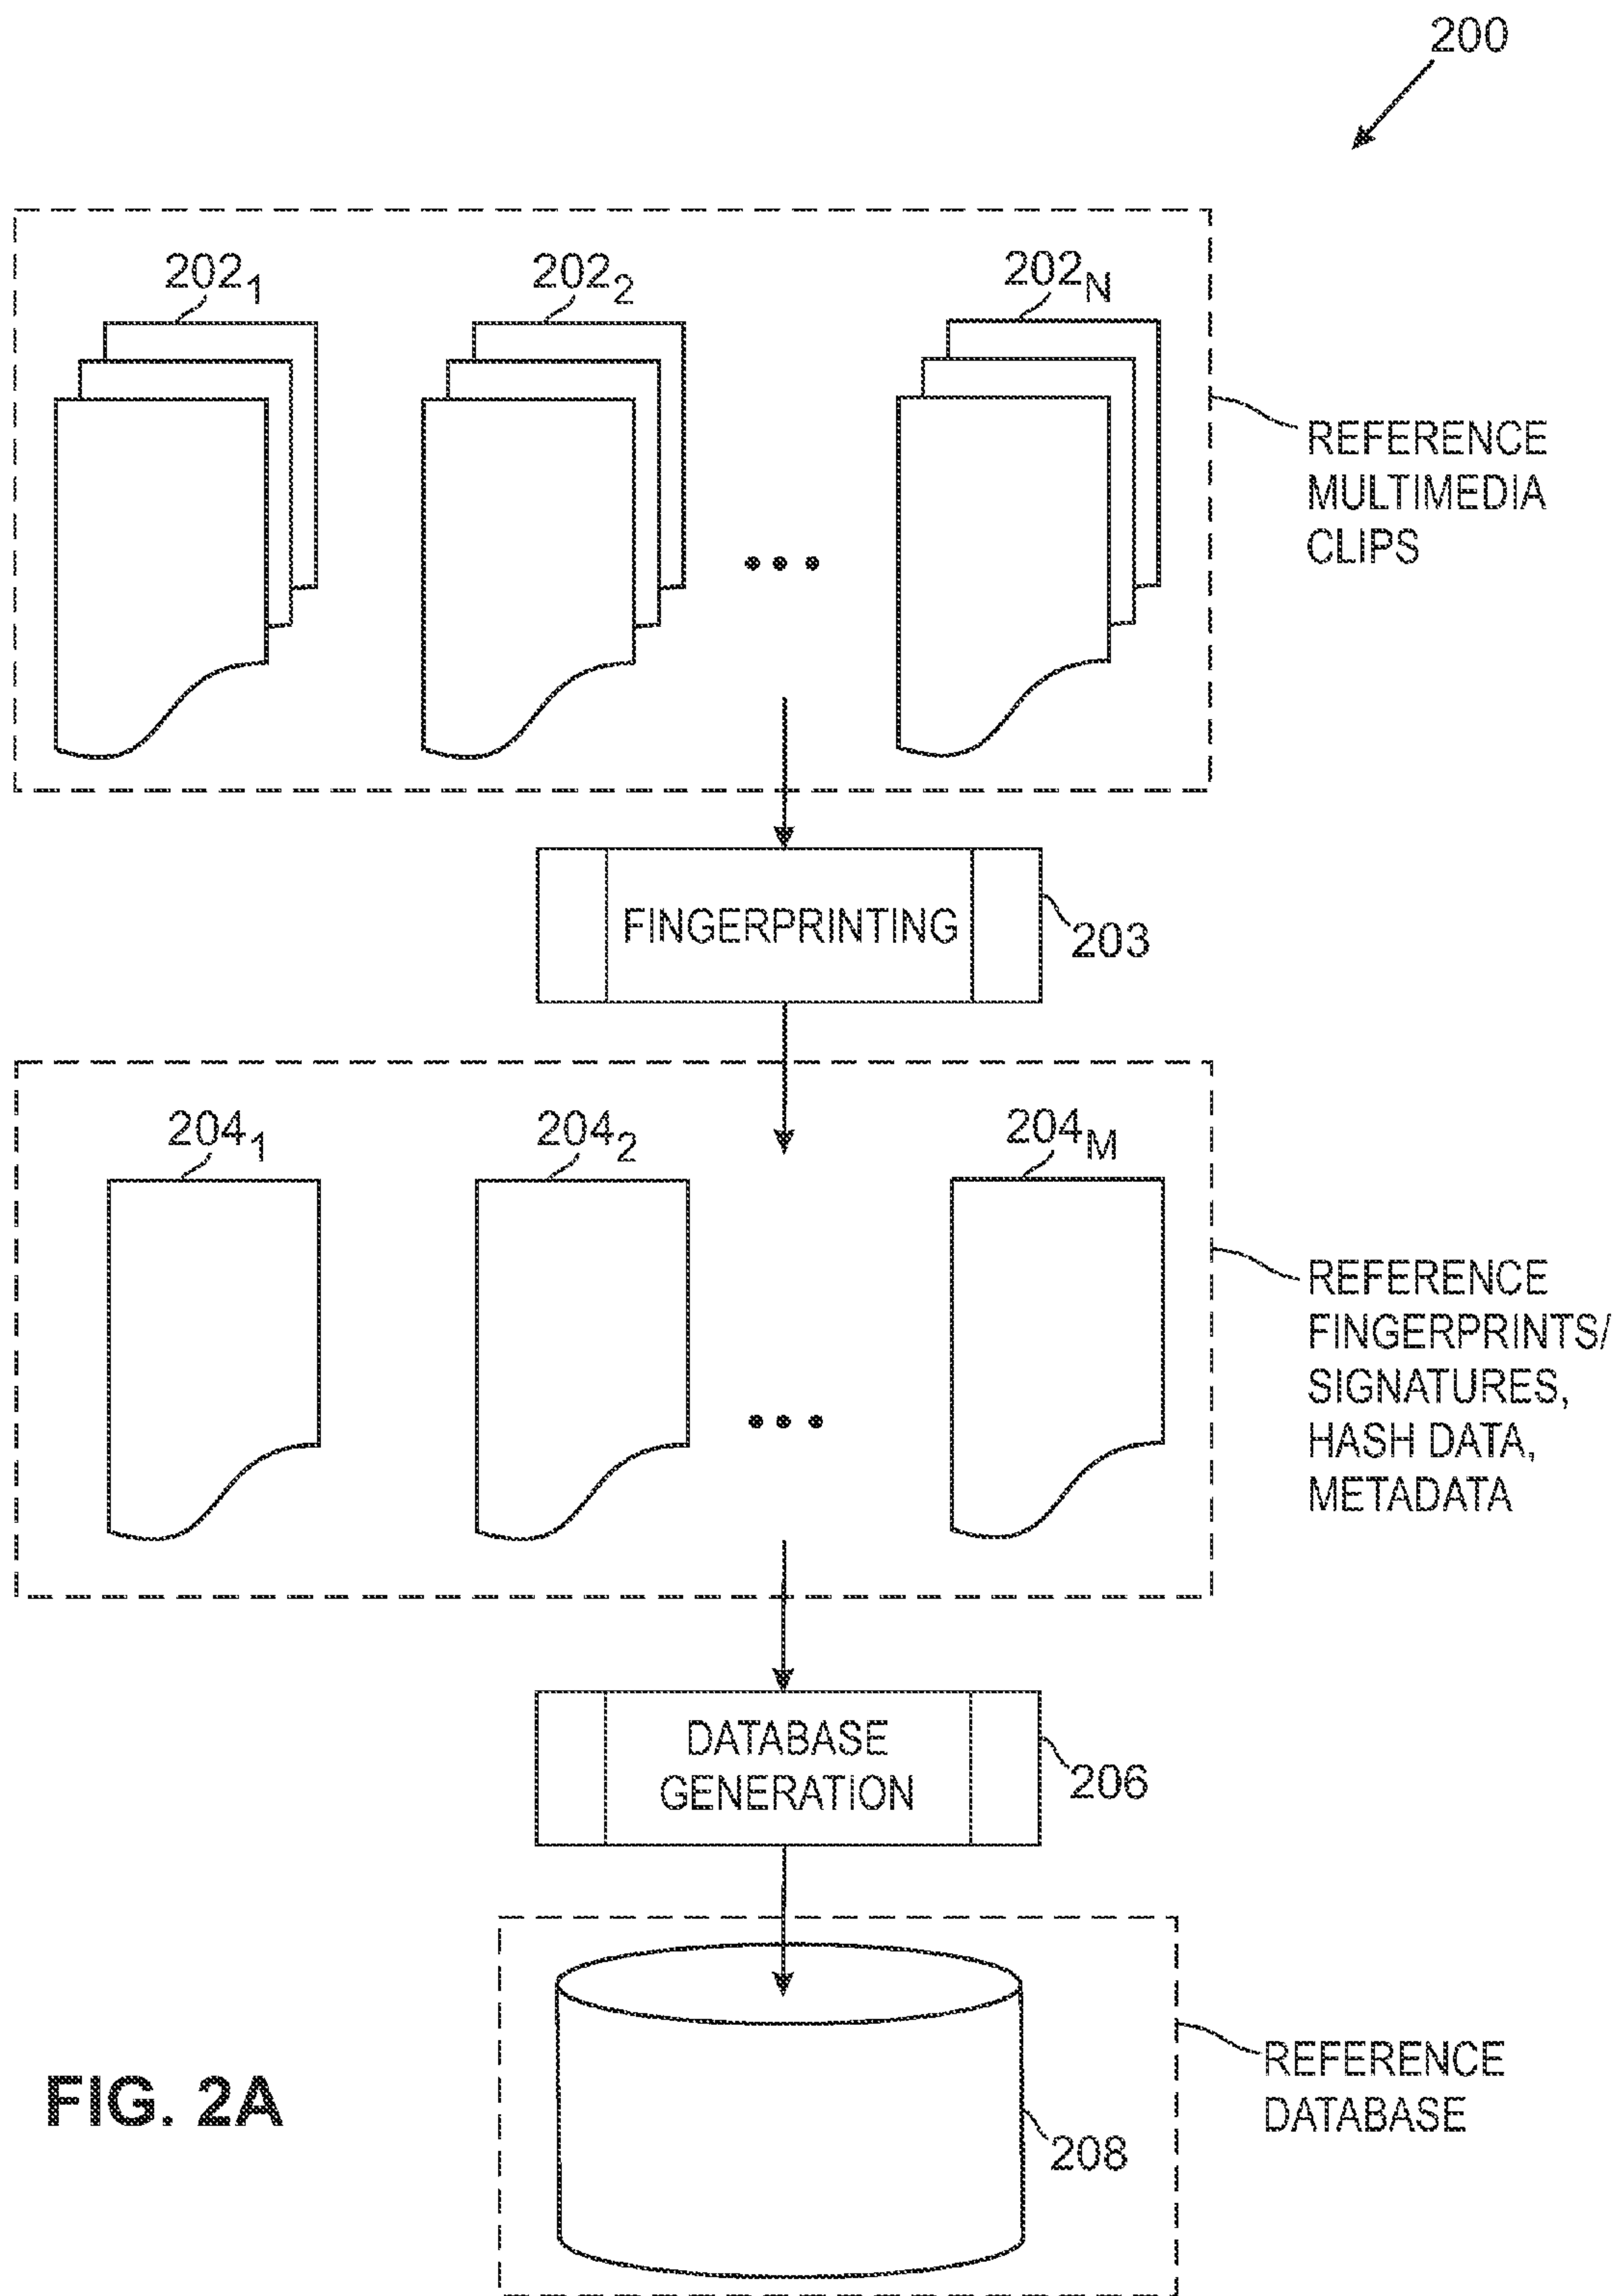 200
202₁ 202₂ 202N
REFERENCE
MULTIMEDIA
CLIPS
FINGERPRINTING
203
204₁ 204₂ 204M
REFERENCE
FINGERPRINTS/
SIGNATURES,
HASH DATA,
METADATA
DATABASE
GENERATION
206
REFERENCE
DATABASE
208
FIG. 2A